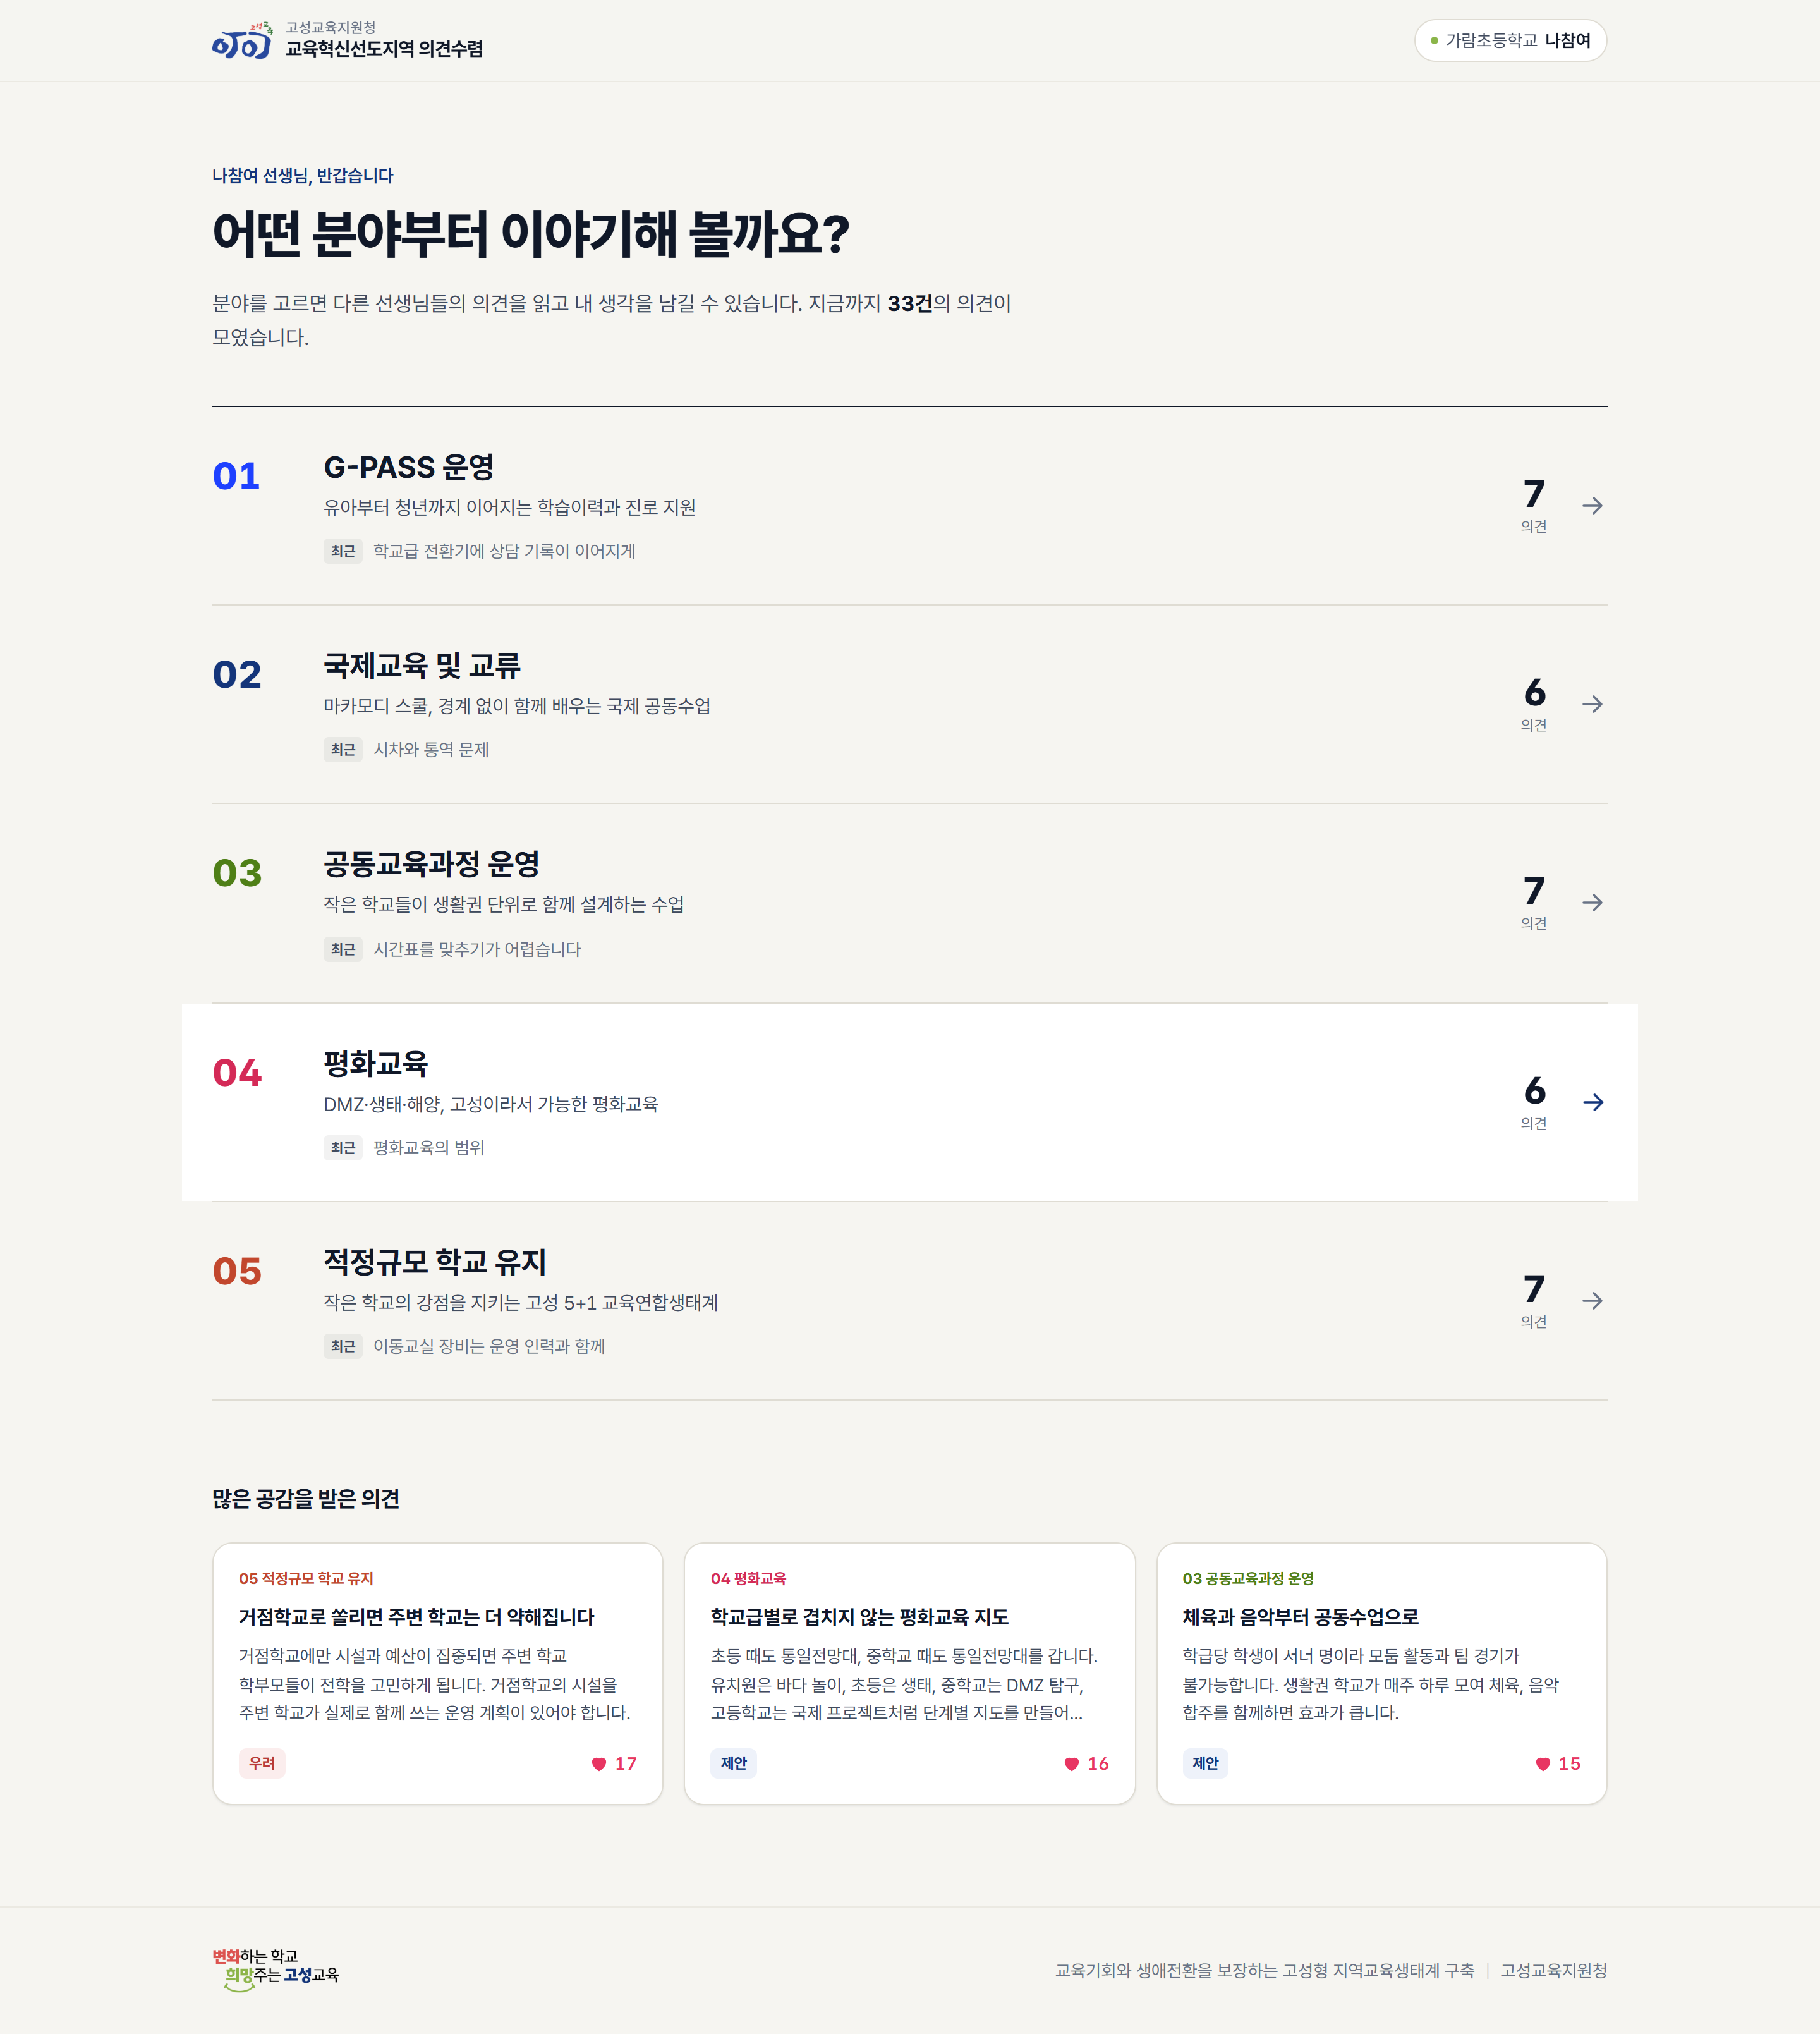 고성교육
아이
고성교육지원청
교육혁신선도지역 의견수렴
가람초등학교 나참여
나참여 선생님, 반갑습니다
어떤 분야부터 이야기해 볼까요?
분야를 고르면 다른 선생님들의 의견을 읽고 내 생각을 남길 수 있습니다. 지금까지 33건의 의견이
모였습니다.
01
G-PASS 운영
유아부터 청년까지 이어지는 학습이력과 진로 지원
최근 학교급 전환기에 상담 기록이 이어지게
7
의견
02
국제교육 및 교류
마카모디 스쿨, 경계 없이 함께 배우는 국제 공동수업
최근 시차와 통역 문제
6
의견
03
공동교육과정 운영
작은 학교들이 생활권 단위로 함께 설계하는 수업
최근 시간표를 맞추기가 어렵습니다
7
의견
04
평화교육
DMZ·생태·해양, 고성이라서 가능한 평화교육
최근 평화교육의 범위
6
의견
05
적정규모 학교 유지
작은 학교의 강점을 지키는 고성 5+1 교육연합생태계
최근 이동교실 장비는 운영 인력과 함께
7
의견
많은 공감을 받은 의견
05 적정규모 학교 유지
거점학교로 쏠리면 주변 학교는 더 약해집니다
거점학교에만 시설과 예산이 집중되면 주변 학교
학부모들이 전학을 고민하게 됩니다. 거점학교의 시설을
주변 학교가 실제로 함께 쓰는 운영 계획이 있어야 합니다.
우려 17
04 평화교육
학교급별로 겹치지 않는 평화교육 지도
초등 때도 통일전망대, 중학교 때도 통일전망대를 갑니다.
유치원은 바다 놀이, 초등은 생태, 중학교는 DMZ 탐구,
고등학교는 국제 프로젝트처럼 단계별 지도를 만들어...
제안 16
03 공동교육과정 운영
체육과 음악부터 공동수업으로
학급당 학생이 서너 명이라 모둠 활동과 팀 경기가
불가능합니다. 생활권 학교가 매주 하루 모여 체육, 음악
합주를 함께하면 효과가 큽니다.
제안 15
변화하는 학교
희망주는 고성교육
교육기회와 생애전환을 보장하는 고성형 지역교육생태계 구축 | 고성교육지원청